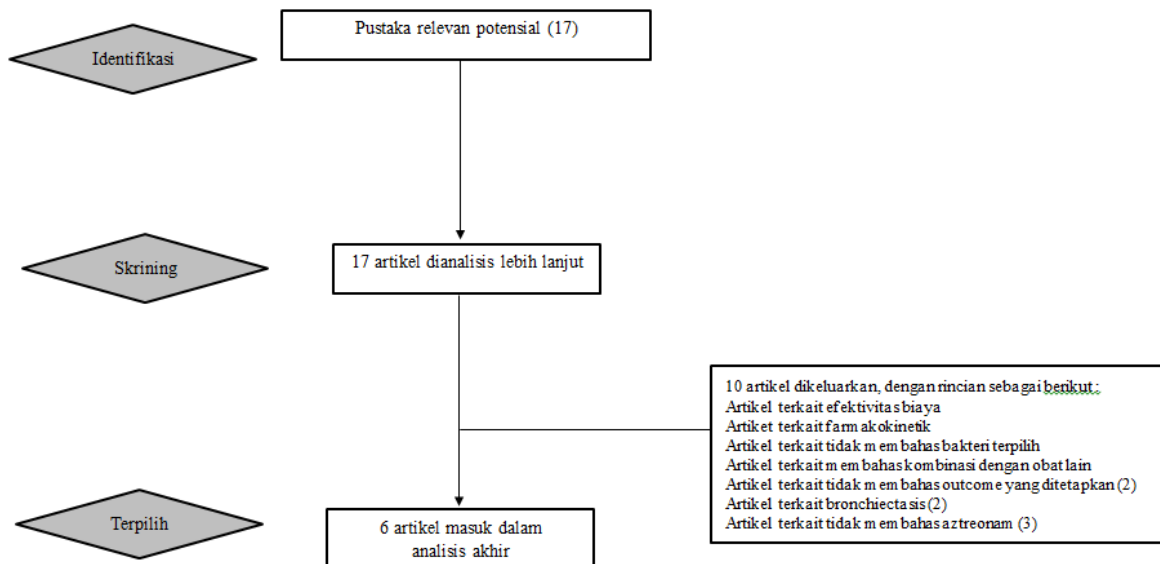 Identifikasi
Pustaka relevan potensial (17)
Skrining
17 artikel dianalisis lebih lanjut
10 artikel dikeluarkan, dengan rincian sebagai berikut:
Artikel terkait efektivitas biaya
Artiket terkait farmakokinetik
Artikel terkait tidak membahas bakteri terpilih
Artikel terkait membahas kombinasi dengan obat lain
Artikel terkait tidak membahas outcome yang ditetapkan (2)
Artikel terkait bronchiectasis (2)
Artikel terkait tidak membahas aztreonam (3)
Terpilih
6 artikel masuk dalam
analisis akhir